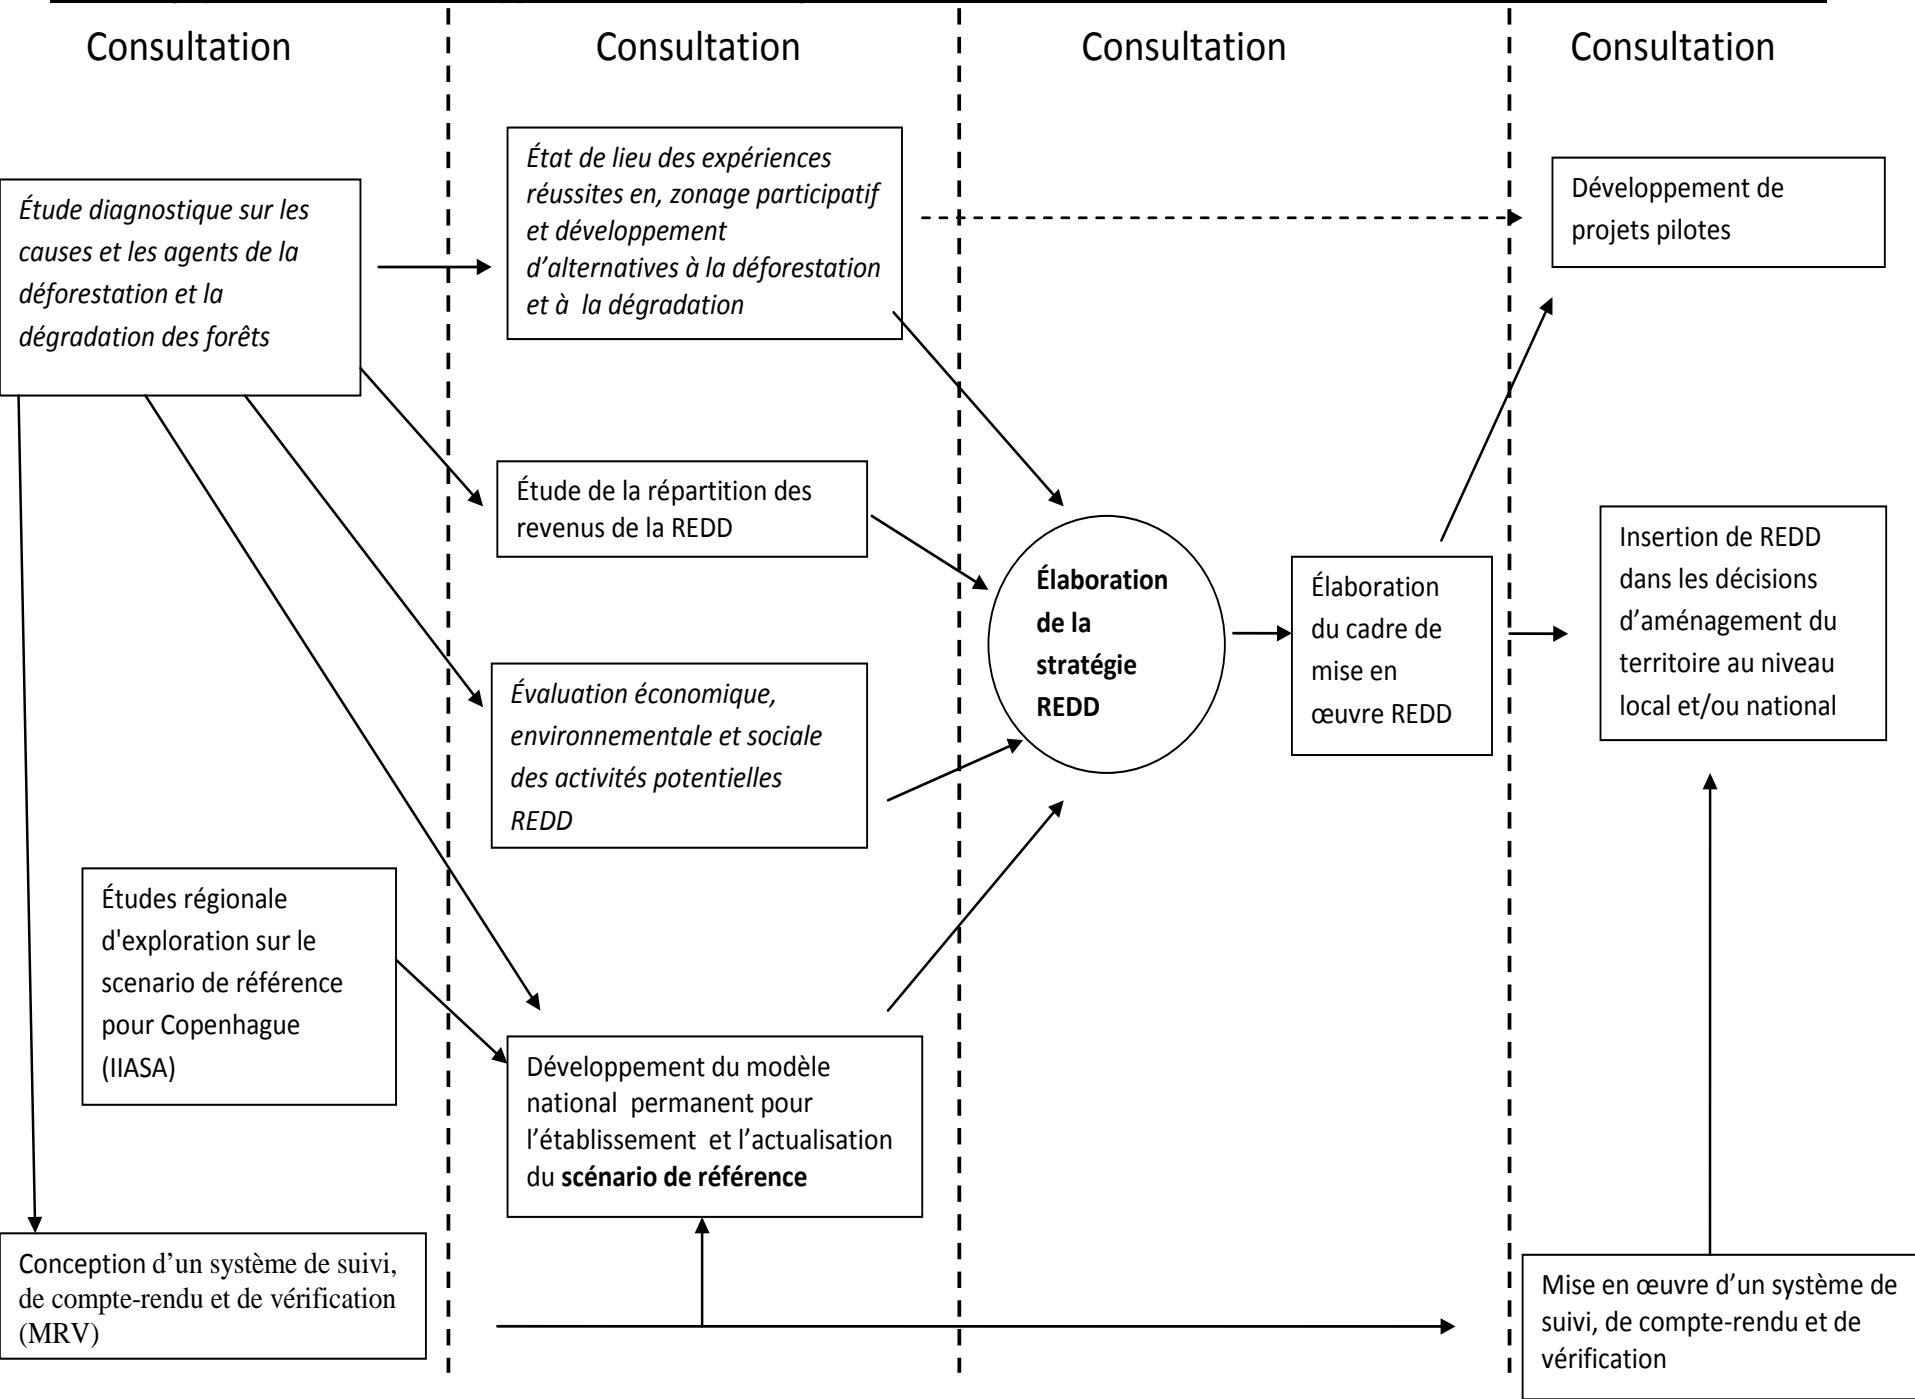 Consultation
Consultation
Consultation
Consultation
Étude diagnostique sur les
causes et les agents de la
déforestation et la
dégradation des forêts
État de lieu des expériences
réussites en, zonage participatif
et développement
d’alternatives à la déforestation
et à la dégradation
Développement de
projets pilotes
Étude de la répartition des
revenus de la REDD
Évaluation économique,
environnementale et sociale
des activités potentielles
REDD
Élaboration
de la
stratégie
REDD
Élaboration
du cadre de
mise en
œuvre REDD
Insertion de REDD
dans les décisions
d’aménagement du
territoire au niveau
local et/ou national
Études régionale
d'exploration sur le
scenario de référence
pour Copenhague
(IIASA)
Développement du modèle
national permanent pour
l’établissement et l’actualisation
du scénario de référence
Conception d’un système de suivi,
de compte-rendu et de vérification
(MRV)
Mise en œuvre d’un système de
suivi, de compte-rendu et de
vérification